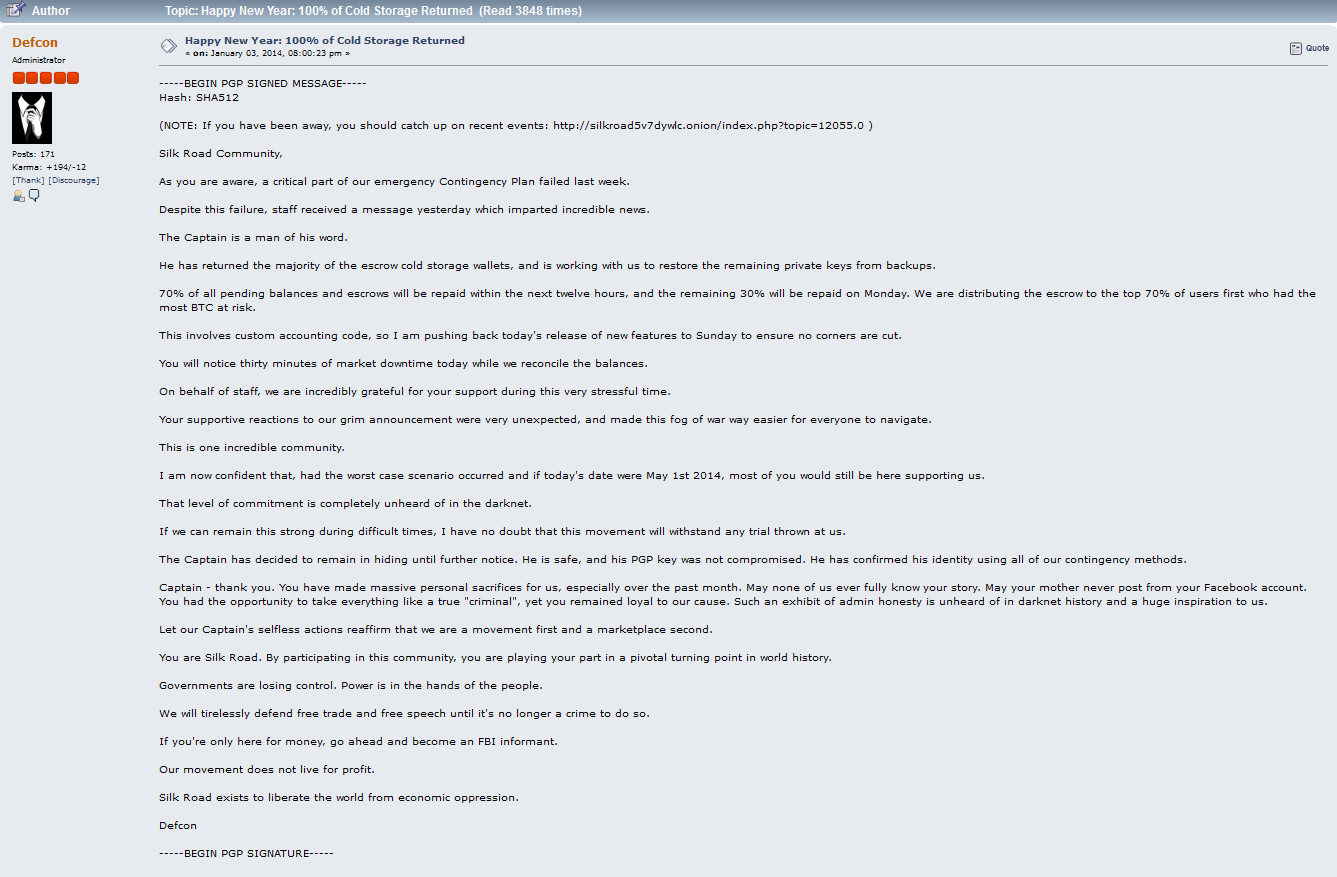 Author
Topic: Happy New Year: 100% of Cold Storage Returned (Read 3848 times)
Defcon
Administrator
Posts: 171
Karma: +194/-12
[Thank] [Discourage]
Happy New Year: 100% of Cold Storage Returned
« on: January 03, 2014, 08:00:23 pm »
Quote
-----BEGIN PGP SIGNED MESSAGE-----
Hash: SHA512
(NOTE: If you have been away, you should catch up on recent events: http://silkroad5v7dywlc.onion/index.php?topic=12055.0 )
Silk Road Community,
As you are aware, a critical part of our emergency Contingency Plan failed last week.
Despite this failure, staff received a message yesterday which imparted incredible news.
The Captain is a man of his word.
He has returned the majority of the escrow cold storage wallets, and is working with us to restore the remaining private keys from backups.
70% of all pending balances and escrows will be repaid within the next twelve hours, and the remaining 30% will be repaid on Monday. We are distributing the escrow to the top 70% of users first who had the
most BTC at risk.
This involves custom accounting code, so I am pushing back today's release of new features to Sunday to ensure no corners are cut.
You will notice thirty minutes of market downtime today while we reconcile the balances.
On behalf of staff, we are incredibly grateful for your support during this very stressful time.
Your supportive reactions to our grim announcement were very unexpected, and made this fog of war way easier for everyone to navigate.
This is one incredible community.
I am now confident that, had the worst case scenario occurred and if today's date were May 1st 2014, most of you would still be here supporting us.
That level of commitment is completely unheard of in the darknet.
If we can remain this strong during difficult times, I have no doubt that this movement will withstand any trial thrown at us.
The Captain has decided to remain in hiding until further notice. He is safe, and his PGP key was not compromised. He has confirmed his identity using all of our contingency methods.
Captain - thank you. You have made massive personal sacrifices for us, especially over the past month. May none of us ever fully know your story. May your mother never post from your Facebook account.
You had the opportunity to take everything like a true "criminal", yet you remained loyal to our cause. Such an exhibit of admin honesty is unheard of in darknet history and a huge inspiration to us.
Let our Captain's selfless actions reaffirm that we are a movement first and a marketplace second.
You are Silk Road. By participating in this community, you are playing your part in a pivotal turning point in world history.
Governments are losing control. Power is in the hands of the people.
We will tirelessly defend free trade and free speech until it's no longer a crime to do so.
If you're only here for money, go ahead and become an FBI informant.
Our movement does not live for profit.
Silk Road exists to liberate the world from economic oppression.
Defcon
-----BEGIN PGP SIGNATURE-----